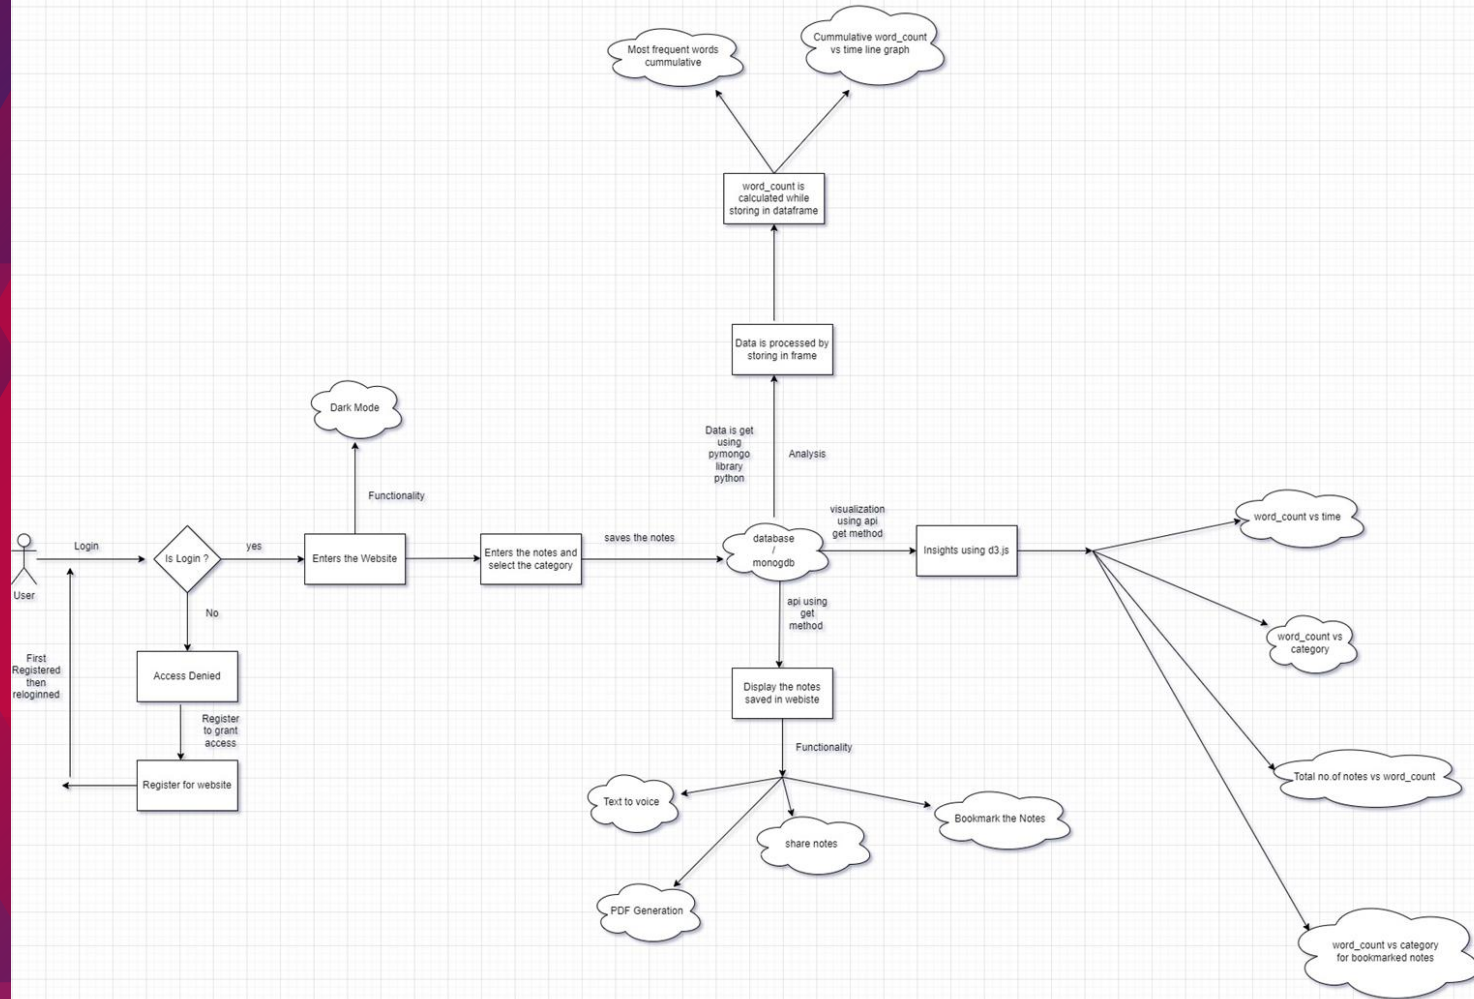 Most frequent words
cummulative
Cummulative word_count
vs time line graph
word_count is
calculated while
storing in dataframe
Data is processed by
storing in frame
Dark Mode
Functionality
Data is get
using
pymongo
library
python
Analysis
visualization
using api
get method
User
Login
Is Login ?
yes
Enters the Website
Enters the notes and
select the category
saves the notes
database
/
monogdb
Insights using d3.js
word_count vs time
word_count vs
category
Total no.of notes vs word_count
word_count vs category
for bookmarked notes
No
Access Denied
Register
to grant
access
Register for website
First
Registered
then
reloginned
api using
get
method
Display the notes
saved in webiste
Functionality
Text to voice
share notes
Bookmark the Notes
PDF Generation